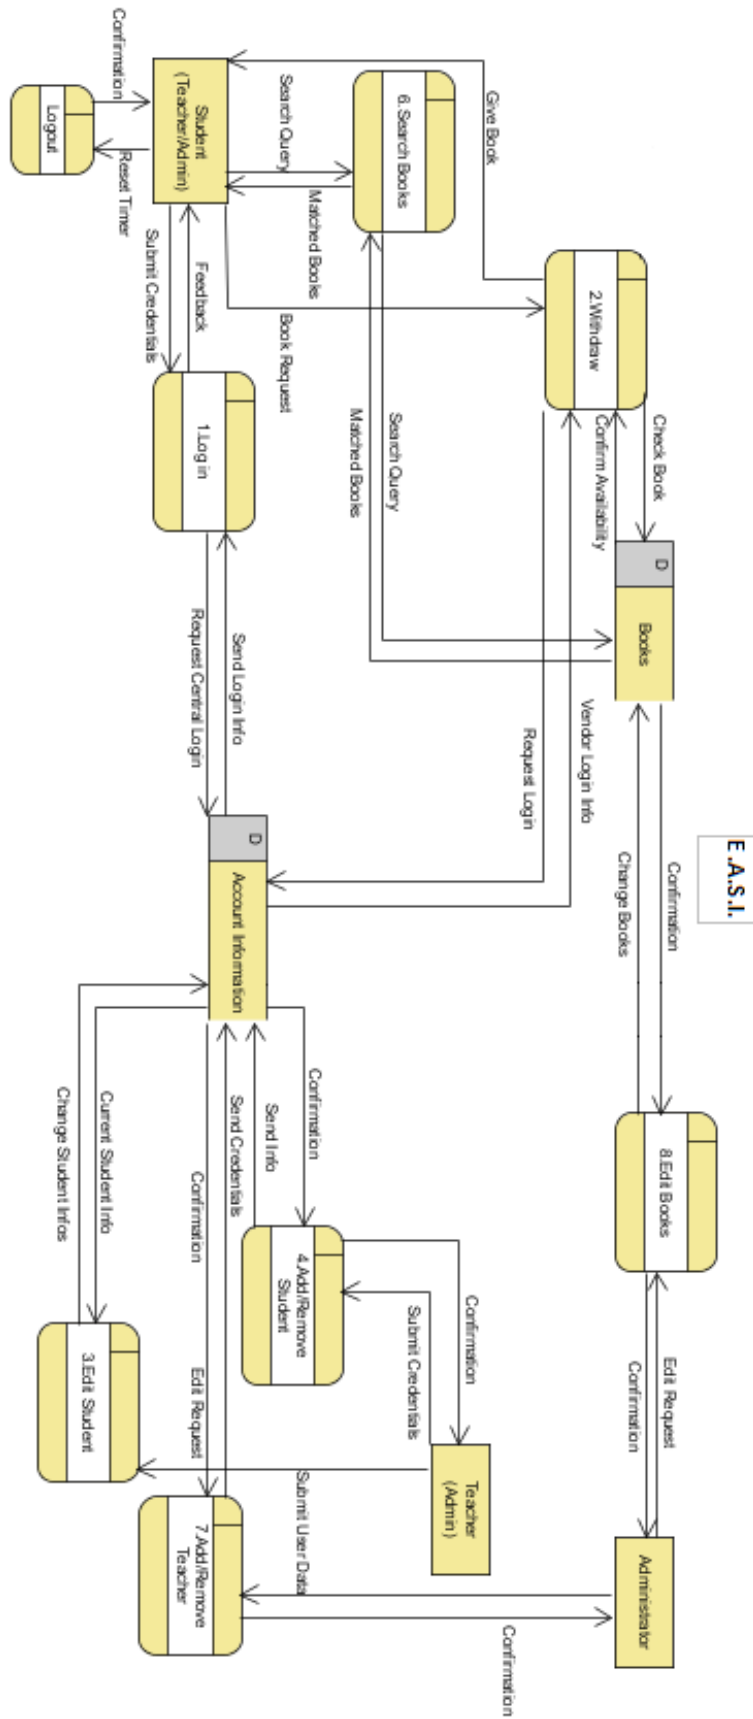 E.A.S.I.
Confirmation
Logout
Reset Timer
Student
(Teacher/Admin)
Search Query
Matched Books
6.Search Books
Give Book
Submit Credentials
Feedback
Book Request
2.Withdraw
1.Log in
Matched Books
Search Query
Confirm Availability
Check Book
D
Books
Request Central Login
Send Login Info
Request Login
Vendor Login Info
Change Books
Confirmation
D
Account Information
Change Student Infos
Current Student Info
Confirmation
Send Credentials
Send Info
Confirmation
4.Add/Remove
Student
8.Edit Books
Confirmation
Submit Credentials
Confirmation
Edit Request
3.Edit Student
Edit Request
Submit User Data
Teacher
(Admin)
7.Add/Remove
Teacher
Administrator
Confirmation